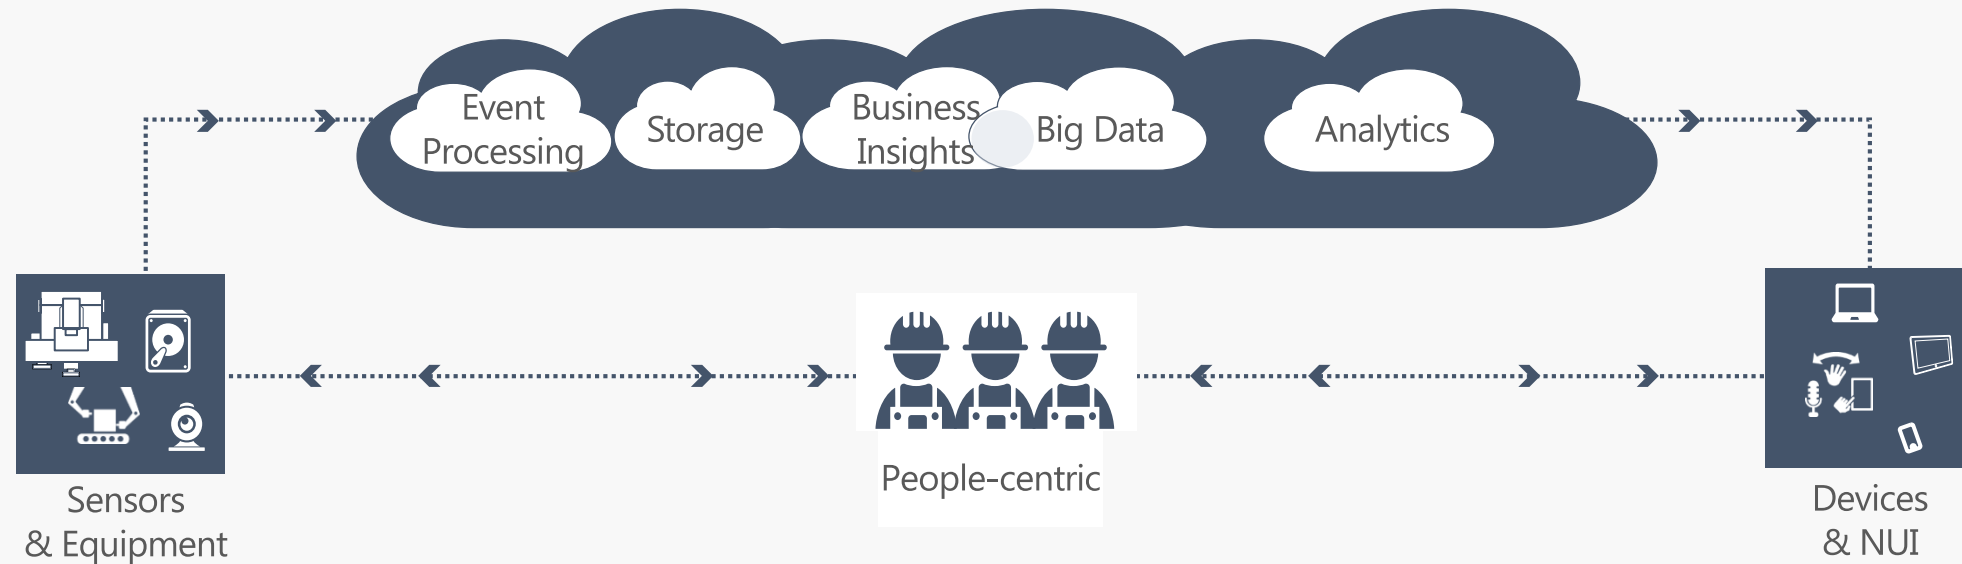 Event
Processing
Storage
Business
Insights
Big Data
Analytics
People-centric
Sensors
& Equipment
Devices
& NUI